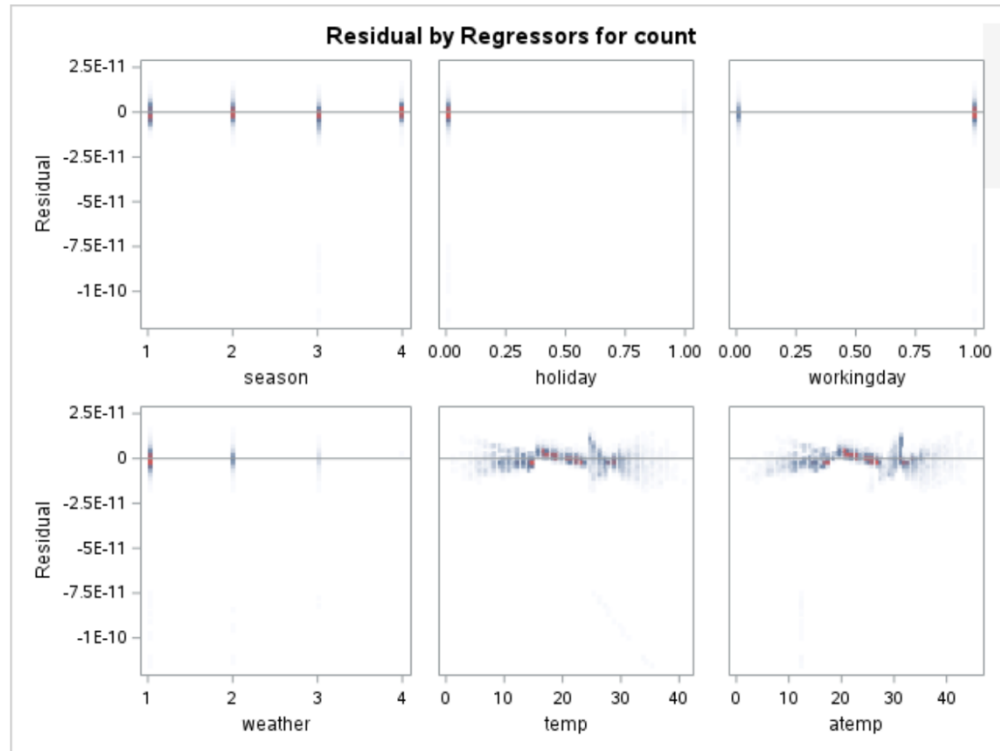 Residual by Regressors for count
2.5E-11
0
-2.5E-11
-5E-11
-7.5E-11
-1E-10
Residual
1 2 3 4
season
0.00 0.25 0.50 0.75 1.00
holiday
0.00 0.25 0.50 0.75 1.00
workingday
2.5E-11
0
-2.5E-11
-5E-11
-7.5E-11
-1E-10
Residual
1 2 3 4
weather
0 10 20 30 40
temp
0 10 20 30 40
atemp